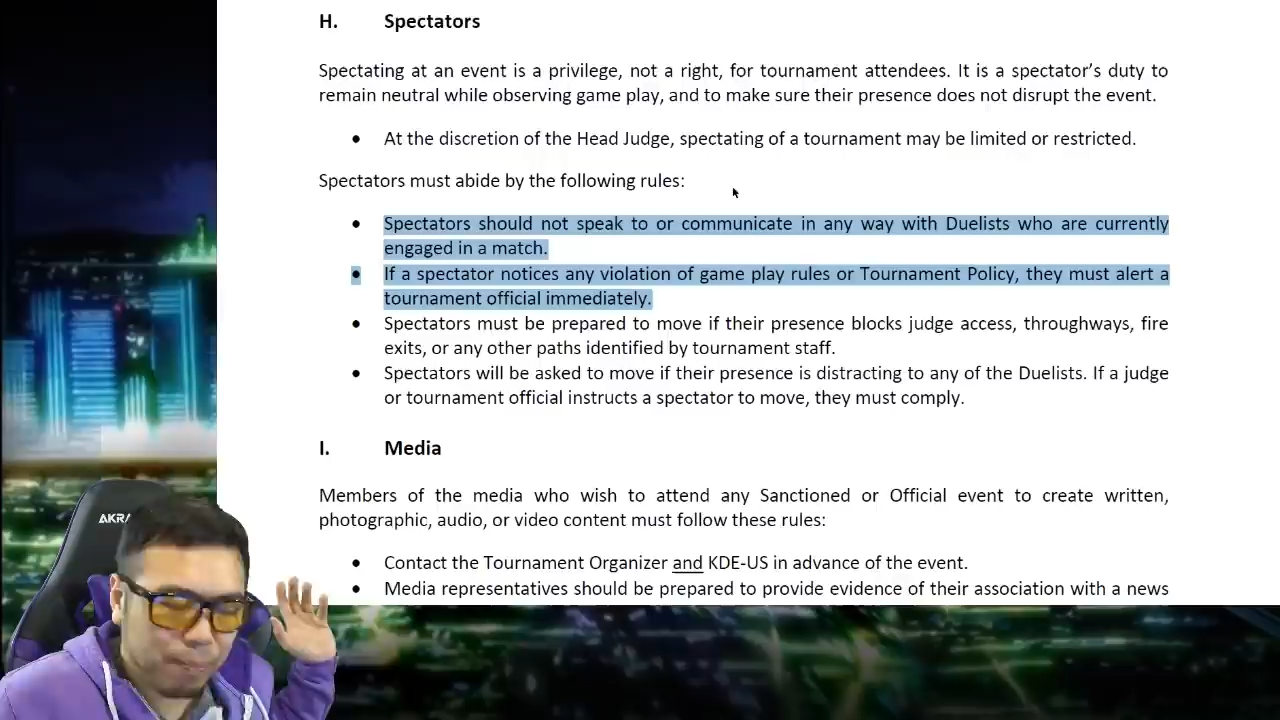 H. Spectators
Spectating at an event is a privilege, not a right, for tournament attendees. It is a spectator’s duty to
remain neutral while observing game play, and to make sure their presence does not disrupt the event.
• At the discretion of the Head Judge, spectating of a tournament may be limited or restricted.
Spectators must abide by the following rules:
• Spectators should not speak to or communicate in any way with Duelists who are currently
engaged in a match.
• If a spectator notices any violation of game play rules or Tournament Policy, they must alert a
tournament official immediately.
• Spectators must be prepared to move if their presence blocks judge access, throughways, fire
exits, or any other paths identified by tournament staff.
• Spectators will be asked to move if their presence is distracting to any of the Duelists. If a judge
or tournament official instructs a spectator to move, they must comply.
I. Media
Members of the media who wish to attend any Sanctioned or Official event to create written,
photographic, audio, or video content must follow these rules:
• Contact the Tournament Organizer and KDE-US in advance of the event.
• Media representatives should be prepared to provide evidence of their association with a news